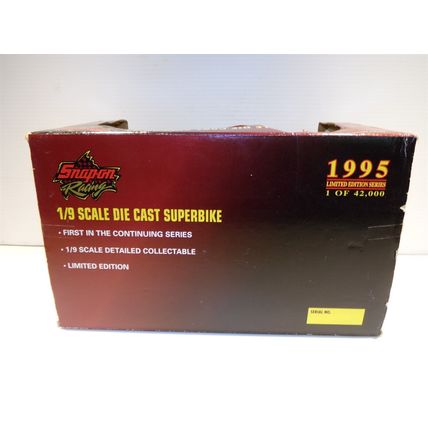 Snap-on
Racing
1995
LIMITED EDITION SERIES
1 OF 42,000
1/9 SCALE DIE CAST SUPERBIKE
• FIRST IN THE CONTINUING SERIES
• 1/9 SCALE DETAILED COLLECTABLE
• LIMITED EDITION
SERIAL NO.